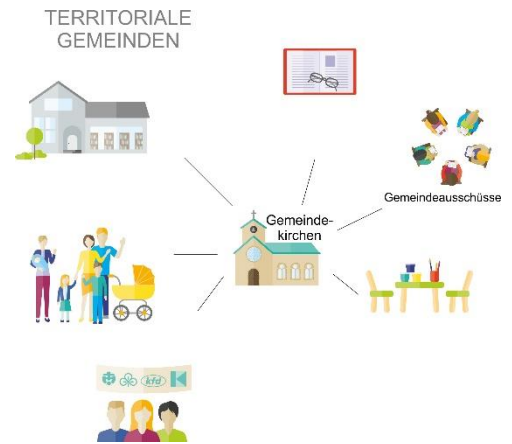 TERRITORIALE
GEMEINDEN
Gemeindeausschüsse
Gemeinde-
kirchen
kfd